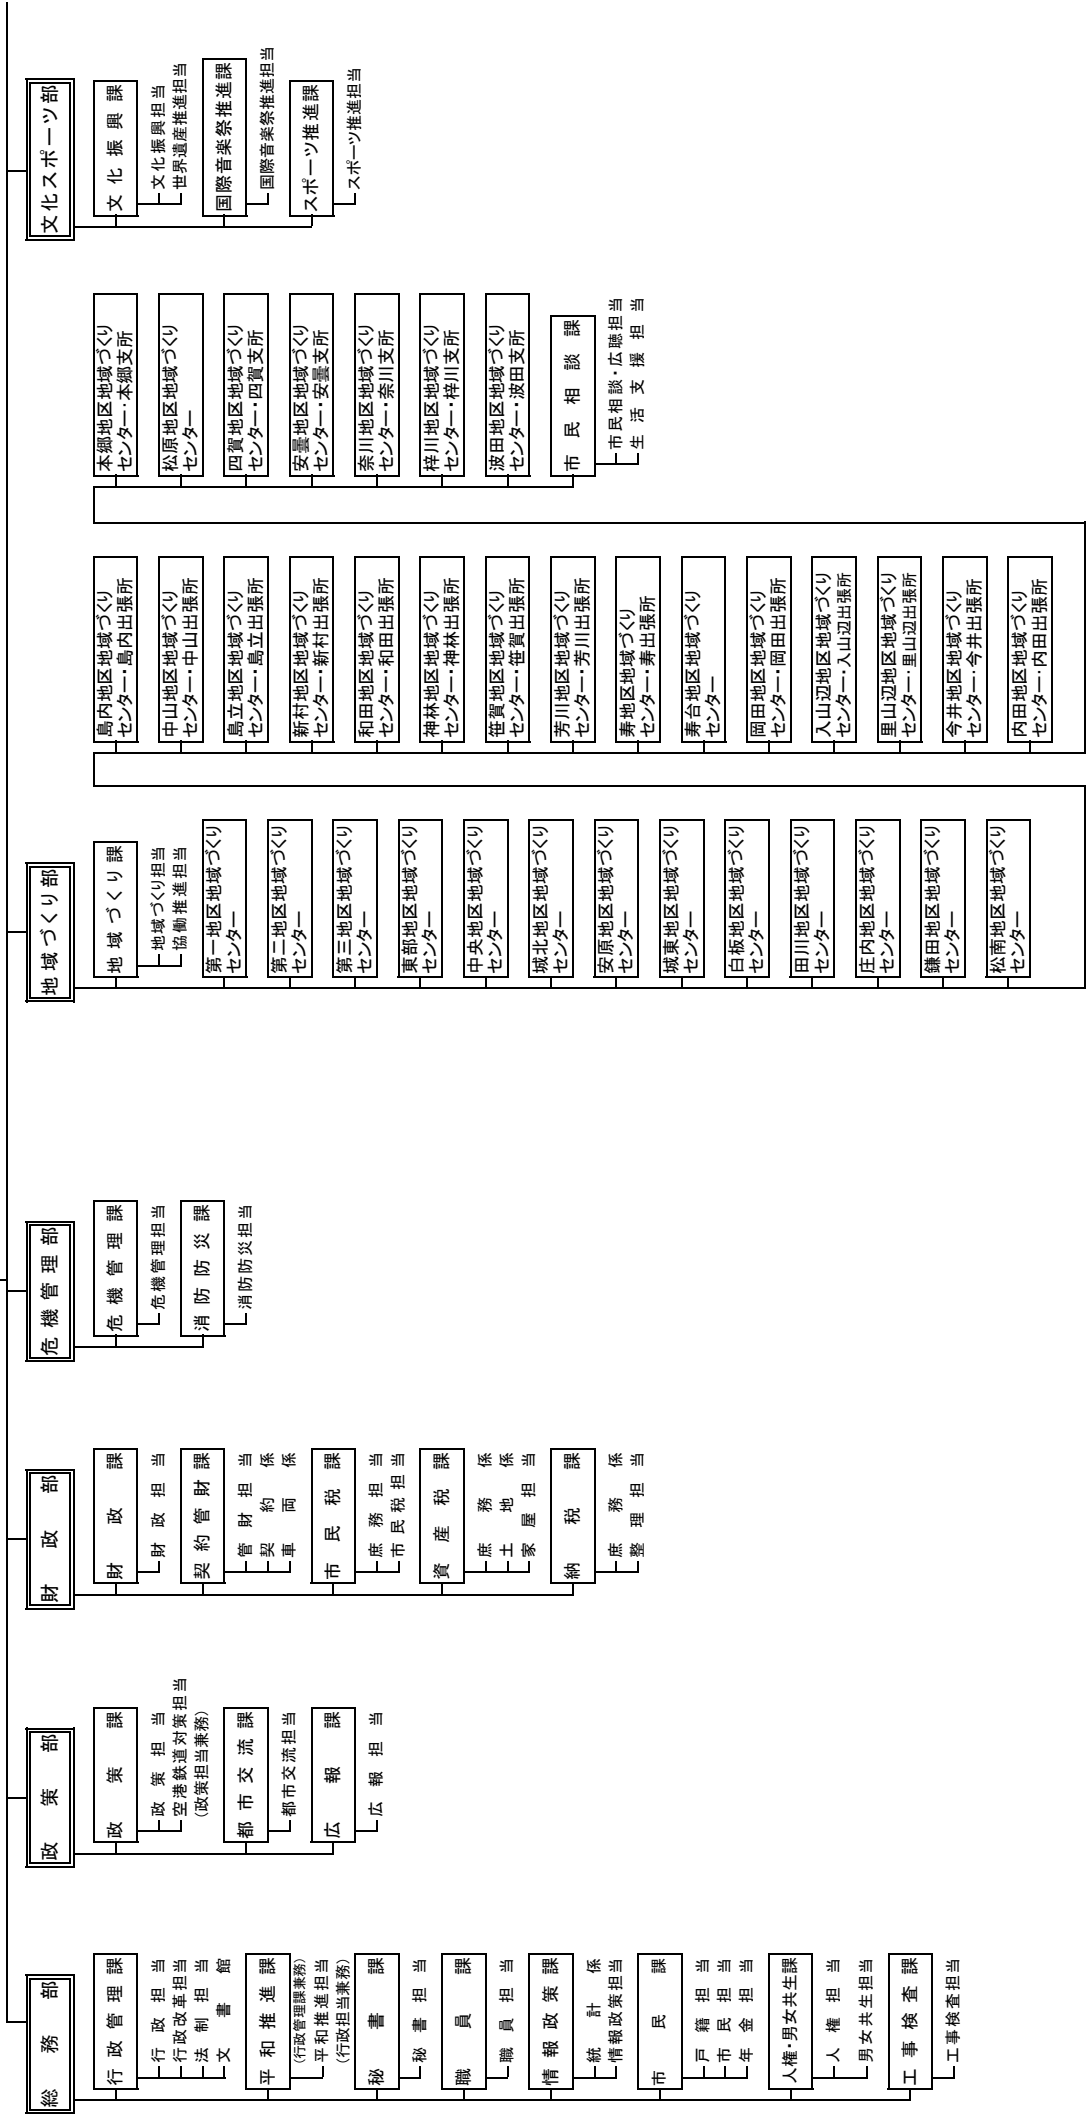 総務部
行政管理課
行政担当
行政改革担当
法制担当
文書館
平和推進課
(行政管理課兼務)
平和推進担当
(行政担当兼務)
秘書課
秘書担当
職員課
職員担当
情報政策課
統計係
情報政策担当
市民課
戸籍担当
市民担当
年金担当
人権・男女共生課
人権担当
男女共生担当
工事検査課
工事検査担当
政策部
政策課
政策担当
空港鉄道対策担当
(政策担当兼務)
都市交流課
都市交流担当
広報課
広報担当
財政部
財政課
財政担当
契約管財課
管財担当
契約係
車両係
市民税課
庶務担当
市民税担当
資産税課
庶務係
土地係
家屋担当
納税課
庶務係
整理担当
危機管理部
危機管理課
危機管理担当
消防防災課
消防防災担当
地域づくり部
地域づくり課
地域づくり担当
協働推進担当
第一地区地域づくり
センター
第二地区地域づくり
センター
第三地区地域づくり
センター
東部地区地域づくり
センター
中央地区地域づくり
センター
城北地区地域づくり
センター
安原地区地域づくり
センター
城東地区地域づくり
センター
白板地区地域づくり
センター
田川地区地域づくり
センター
庄内地区地域づくり
センター
鎌田地区地域づくり
センター
松南地区地域づくり
センター
島内地区地域づくり
センター・島内出張所
中山地区地域づくり
センター・中山出張所
島立地区地域づくり
センター・島立出張所
新村地区地域づくり
センター・新村出張所
和田地区地域づくり
センター・和田出張所
神林地区地域づくり
センター・神林出張所
笹賀地区地域づくり
センター・笹賀出張所
芳川地区地域づくり
センター・芳川出張所
寿地区地域づくり
センター・寿出張所
寿台地区地域づくり
センター
岡田地区地域づくり
センター・岡田出張所
入山辺地区地域づくり
センター・入山辺出張所
里山辺地区地域づくり
センター・里山辺出張所
今井地区地域づくり
センター・今井出張所
内田地区地域づくり
センター・内田出張所
本郷地区地域づくり
センター・本郷支所
松原地区地域づくり
センター
四賀地区地域づくり
センター・四賀支所
安曇地区地域づくり
センター・安曇支所
奈川地区地域づくり
センター・奈川支所
梓川地区地域づくり
センター・梓川支所
波田地区地域づくり
センター・波田支所
市民相談課
市民相談・広聴担当
生活支援担当
文化スポーツ部
文化振興課
文化振興担当
世界遺産推進担当
国際音楽祭推進課
国際音楽祭推進担当
スポーツ推進課
スポーツ推進担当